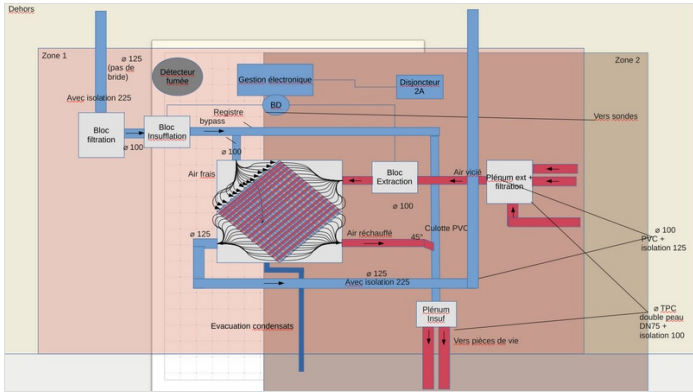 Dehors
Zone 1
Zone 2
ø 125
(pas de
bride)
Détecteur
fumée
Gestion électronique
Disjoncteur
2A
BD
Avec isolation 225
Registre
bypass
Vers sondes
Bloc
filtration
Bloc
Insufflation
ø 100
ø 100
Air frais
Bloc
Extraction
Air vicié
Plénum ext +
filtration
ø 100
Culotte PVC
ø 125
Air réchauffé
45°
ø 100
PVC +
isolation 125
ø 125
Avec isolation 225
Plénum
Insuf
ø TPC
double peau
DN75 +
isolation 100
Evacuation condensats
Vers pièces de vie